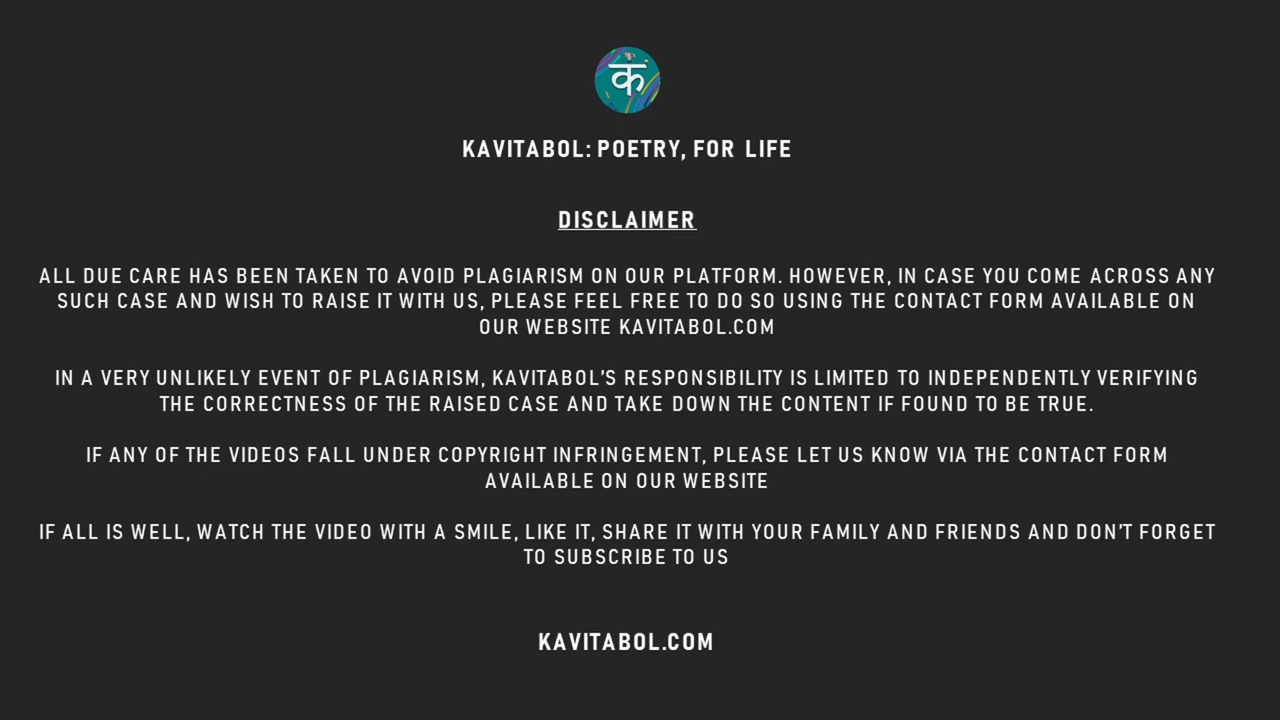 क
KAVITABOL: POETRY, FOR LIFE
DISCLAIMER
ALL DUE CARE HAS BEEN TAKEN TO AVOID PLAGIARISM ON OUR PLATFORM. HOWEVER, IN CASE YOU COME ACROSS ANY
SUCH CASE AND WISH TO RAISE IT WITH US, PLEASE FEEL FREE TO DO SO USING THE CONTACT FORM AVAILABLE ON
OUR WEBSITE KAVITABOL.COM
IN A VERY UNLIKELY EVENT OF PLAGIARISM, KAVITABOL'S RESPONSIBILITY IS LIMITED TO INDEPENDENTLY VERIFYING
THE CORRECTNESS OF THE RAISED CASE AND TAKE DOWN THE CONTENT IF FOUND TO BE TRUE.
IF ANY OF THE VIDEOS FALL UNDER COPYRIGHT INFRINGEMENT, PLEASE LET US KNOW VIA THE CONTACT FORM
AVAILABLE ON OUR WEBSITE
IF ALL IS WELL, WATCH THE VIDEO WITH A SMILE, LIKE IT, SHARE IT WITH YOUR FAMILY AND FRIENDS AND DON'T FORGET
TO SUBSCRIBE TO US
KAVITABOL.COM